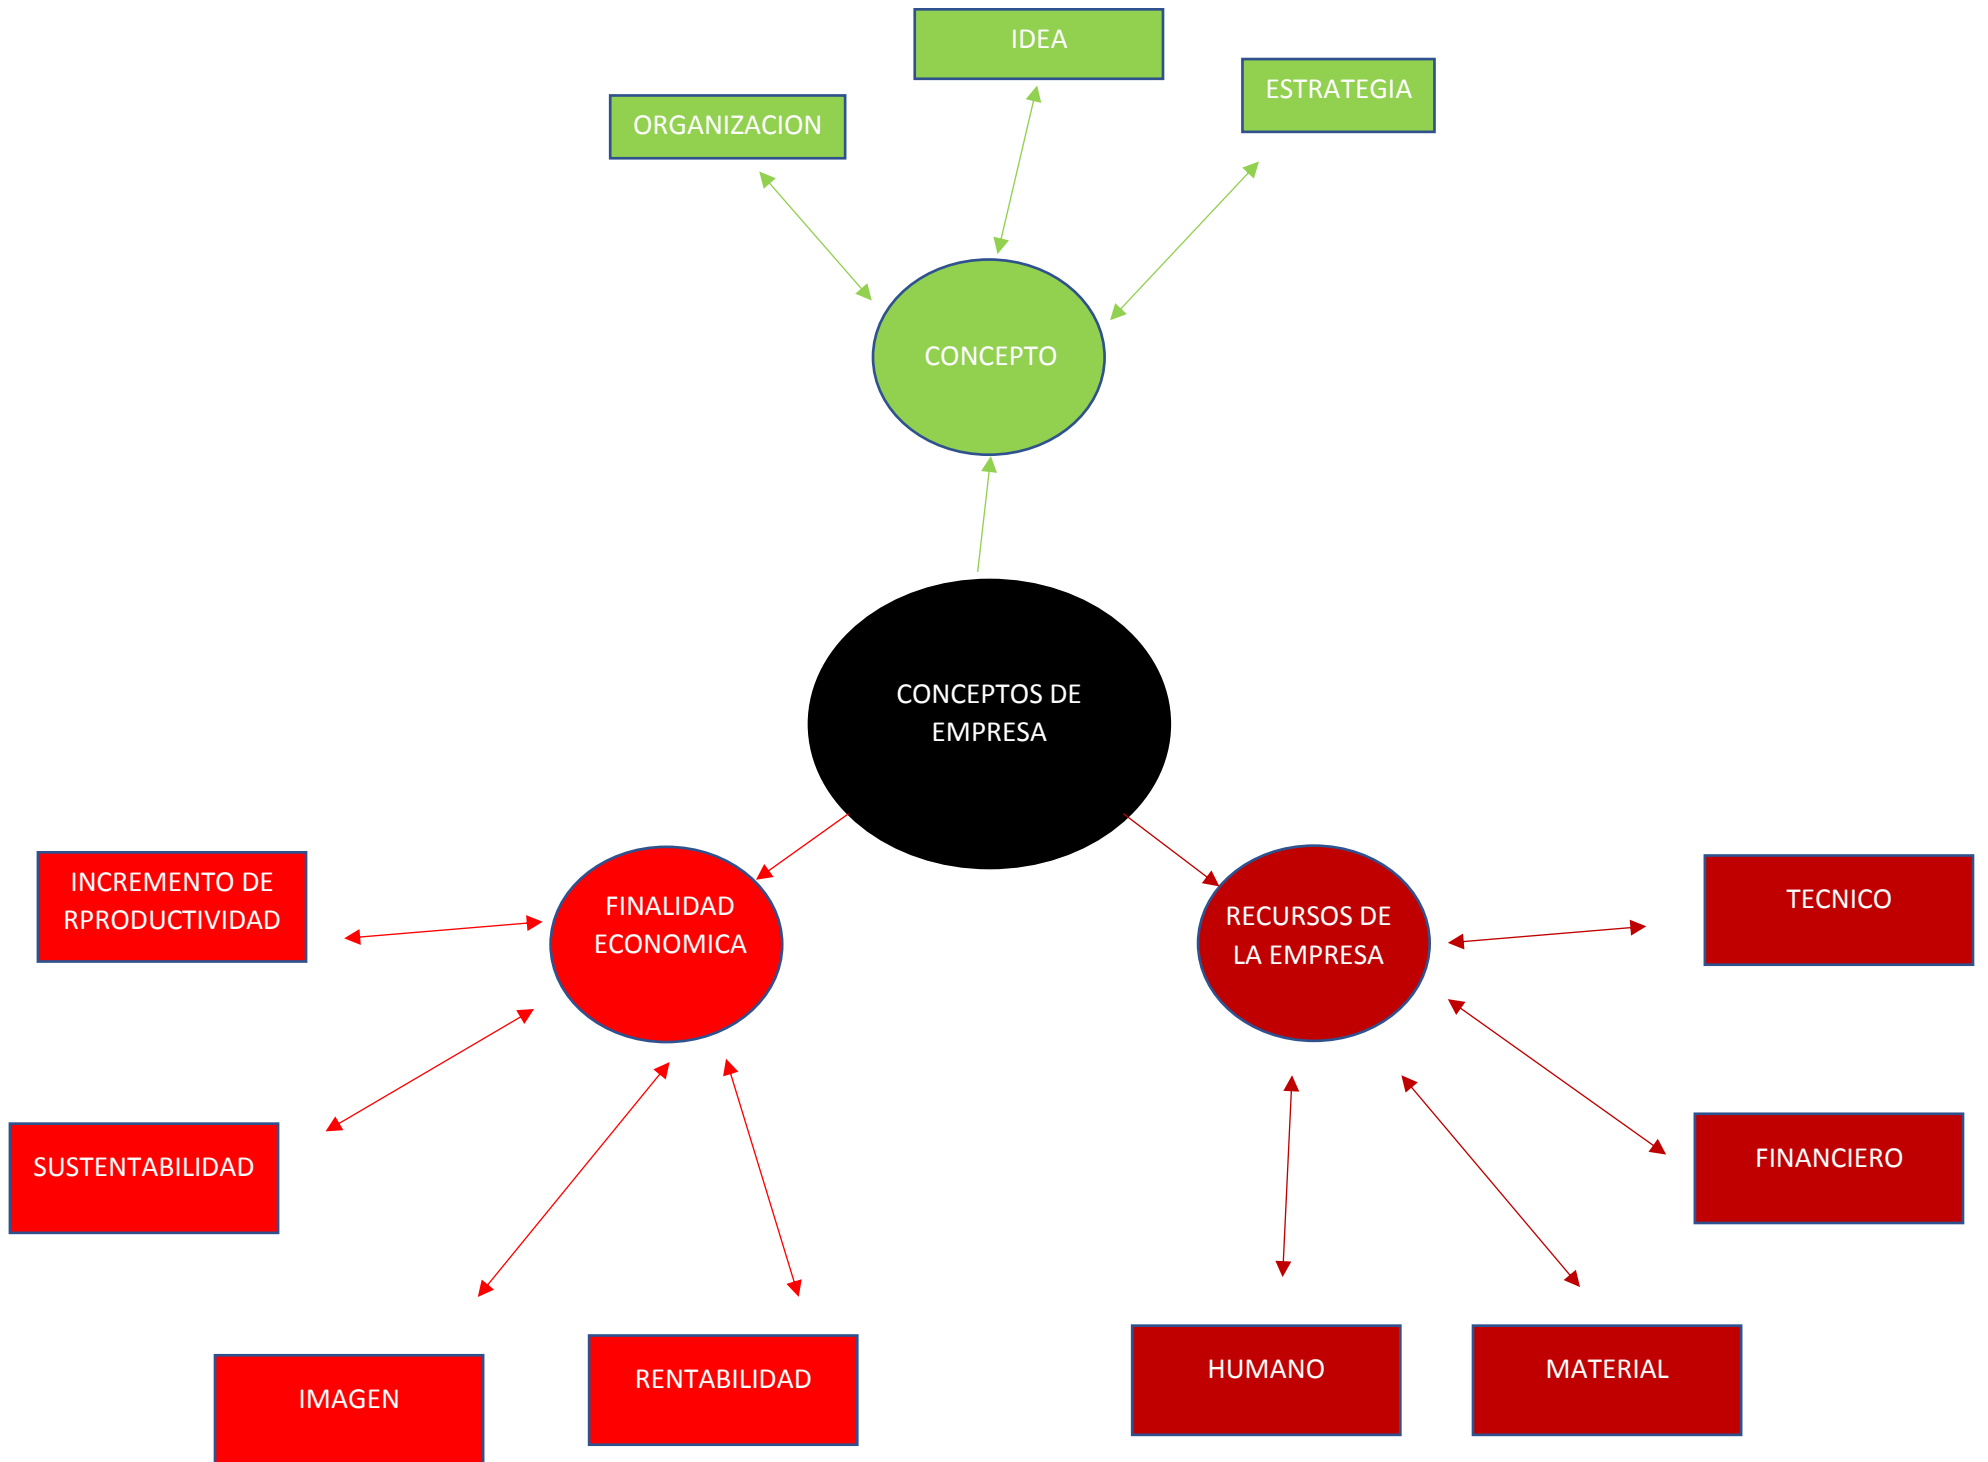 IDEA
ESTRATEGIA
ORGANIZACION
CONCEPTO
CONCEPTOS DE
EMPRESA
INCREMENTO DE
RPRODUCTIVIDAD
FINALIDAD
ECONOMICA
RECURSOS DE
LA EMPRESA
TECNICO
SUSTENTABILIDAD
FINANCIERO
IMAGEN
RENTABILIDAD
HUMANO
MATERIAL